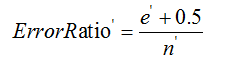 ErrorRatio' = (e' + 0.5) / n'